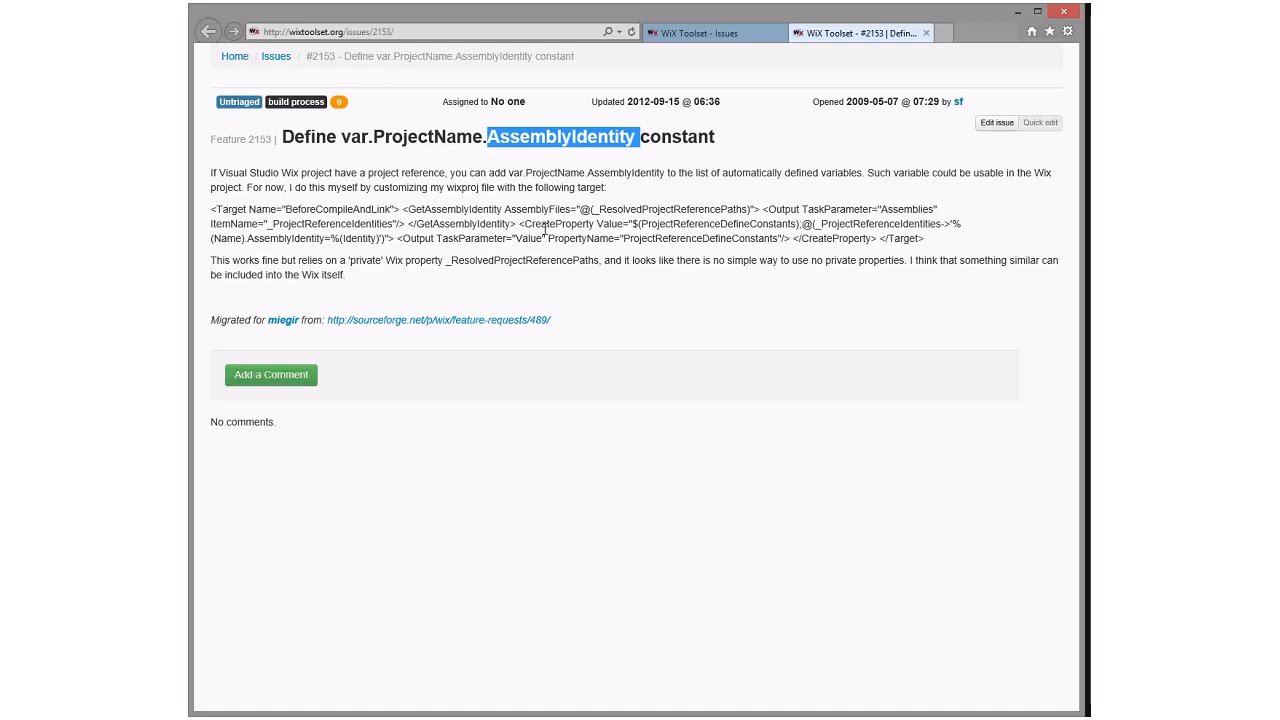 http://wixtoolset.org/issues/2153/
WiX Toolset - Issues
WiX Toolset - #2153 | Defin...
Home / Issues / #2153 - Define var.ProjectName.AssemblyIdentity constant
Untriaged build process 0 Assigned to No one Updated 2012-09-15 @ 06:36 Opened 2009-05-07 @ 07:29 by sf
Edit issue Quick edit
Feature 2153 | Define var.ProjectName.AssemblyIdentity constant
If Visual Studio Wix project have a project reference, you can add var.ProjectName.AssemblyIdentity to the list of automatically defined variables. Such variable could be usable in the Wix
project. For now, I do this myself by customizing my wixproj file with the following target:
<Target Name="BeforeCompileAndLink"> <GetAssemblyIdentity AssemblyFiles="@(_ResolvedProjectReferencePaths)"> <Output TaskParameter="Assemblies"
ItemName="_ProjectReferenceIdentities"/> </GetAssemblyIdentity> <CreateProperty Value="$(ProjectReferenceDefineConstants);@(_ProjectReferenceIdentities->'%
(Name).AssemblyIdentity=%(Identity)')"> <Output TaskParameter="Value" PropertyName="ProjectReferenceDefineConstants"/> </CreateProperty> </Target>
This works fine but relies on a 'private' Wix property _ResolvedProjectReferencePaths, and it looks like there is no simple way to use no private properties. I think that something similar can
be included into the Wix itself.
Migrated for miegir from: http://sourceforge.net/p/wix/feature-requests/489/
Add a Comment
No comments.